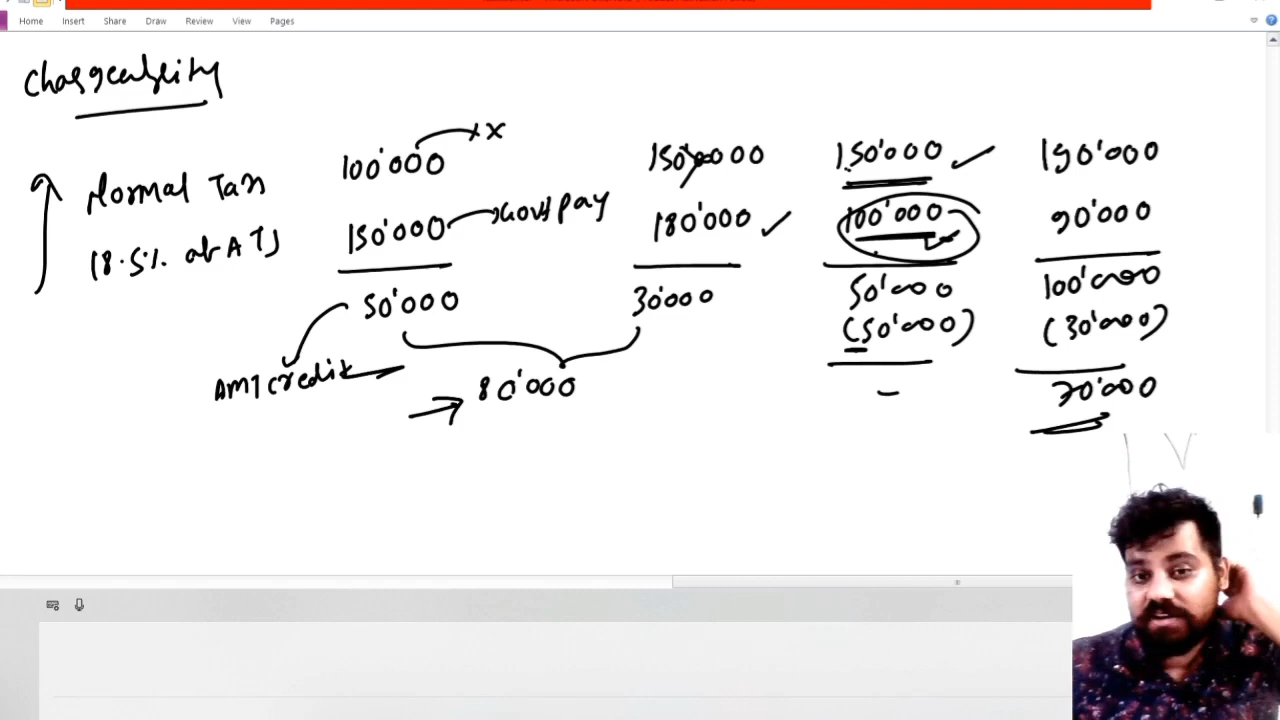 Home Insert Share Draw Review View Pages
Chargeability
Normal Tax 100'000 x 150'000 150'000 190'000
18.5% at ATI 150'000 Govt pay 180'000 100'000 90'000
50'000 30'000 50'000 100'000
(50'000) (30'000)
AMT credit 80'000 – 70'000